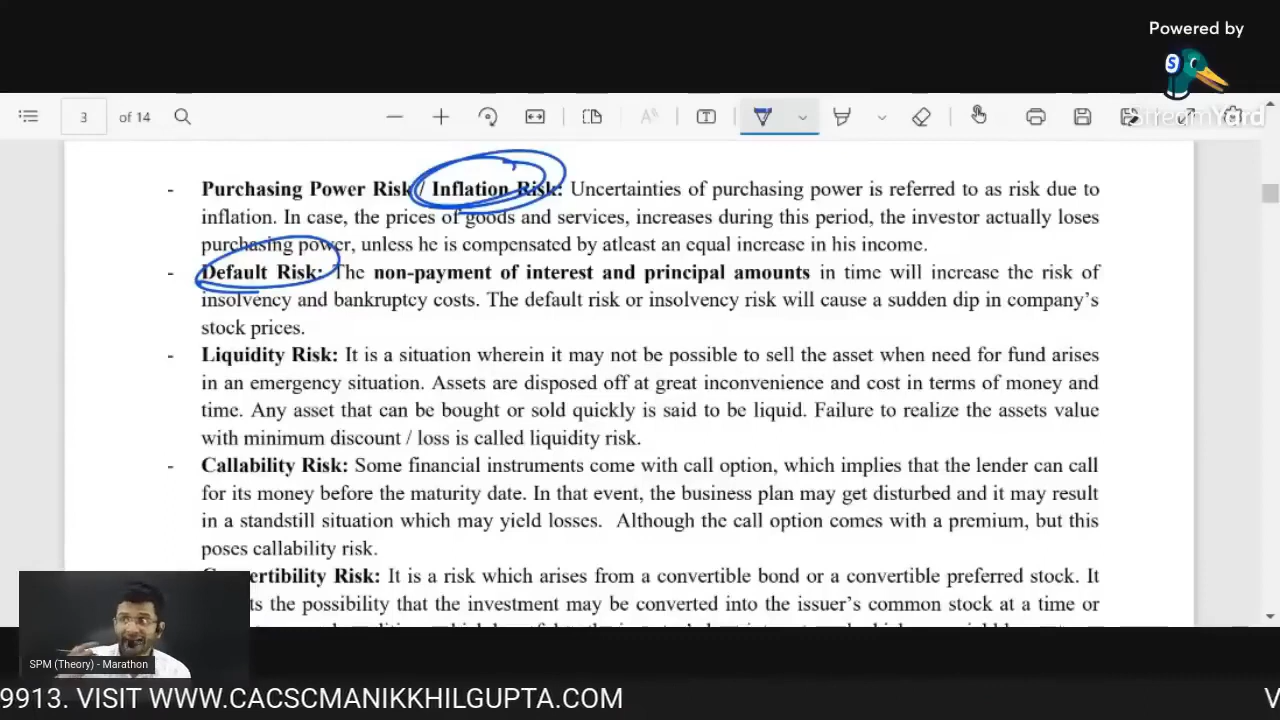 Powered by
S
StreamYard
3 of 14
- Purchasing Power Risk / Inflation Risk: Uncertainties of purchasing power is referred to as risk due to
inflation. In case, the prices of goods and services, increases during this period, the investor actually loses
purchasing power, unless he is compensated by atleast an equal increase in his income.
- Default Risk: The non-payment of interest and principal amounts in time will increase the risk of
insolvency and bankruptcy costs. The default risk or insolvency risk will cause a sudden dip in company's
stock prices.
- Liquidity Risk: It is a situation wherein it may not be possible to sell the asset when need for fund arises
in an emergency situation. Assets are disposed off at great inconvenience and cost in terms of money and
time. Any asset that can be bought or sold quickly is said to be liquid. Failure to realize the assets value
with minimum discount / loss is called liquidity risk.
- Callability Risk: Some financial instruments come with call option, which implies that the lender can call
for its money before the maturity date. In that event, the business plan may get disturbed and it may result
in a standstill situation which may yield losses. Although the call option comes with a premium, but this
poses callability risk.
Risk: It is a risk which arises from a convertible bond or a convertible preferred stock. It
the possibility that the investment may be converted into the issuer's common stock at a time or
SPM (Theory) - Marathon
9913. VISIT WWW.CACSCMANIKKHILGUPTA.COM V